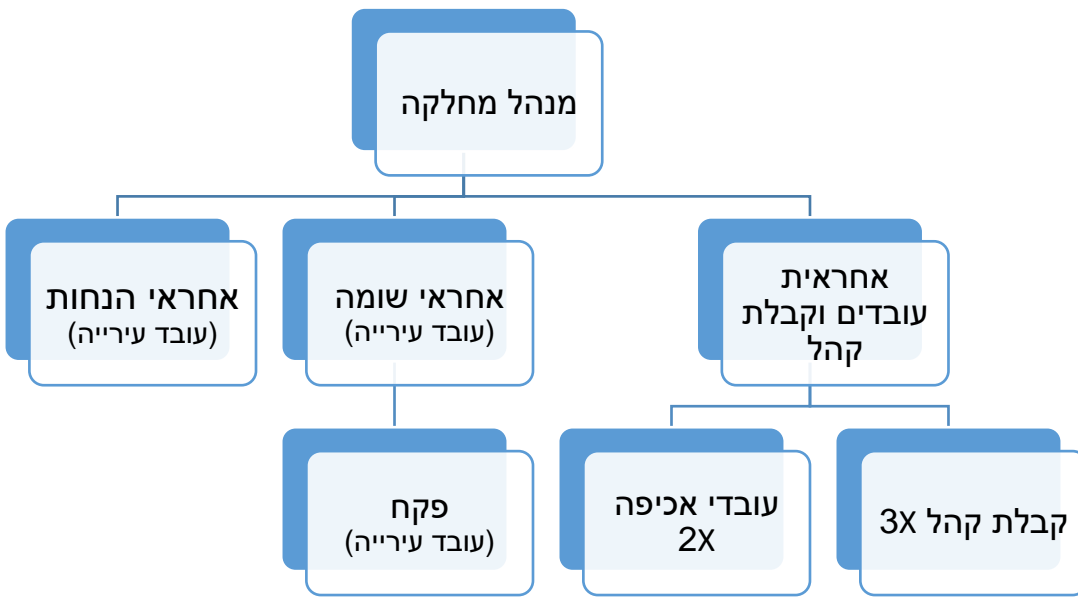 מנהל מחלקה
אחראית
עובדים וקבלת
קהל
אחראי שומה
(עובד עירייה)
אחראי הנחות
(עובד עירייה)
קבלת קהל 3X
עובדי אכיפה
2X
פקח
(עובד עירייה)